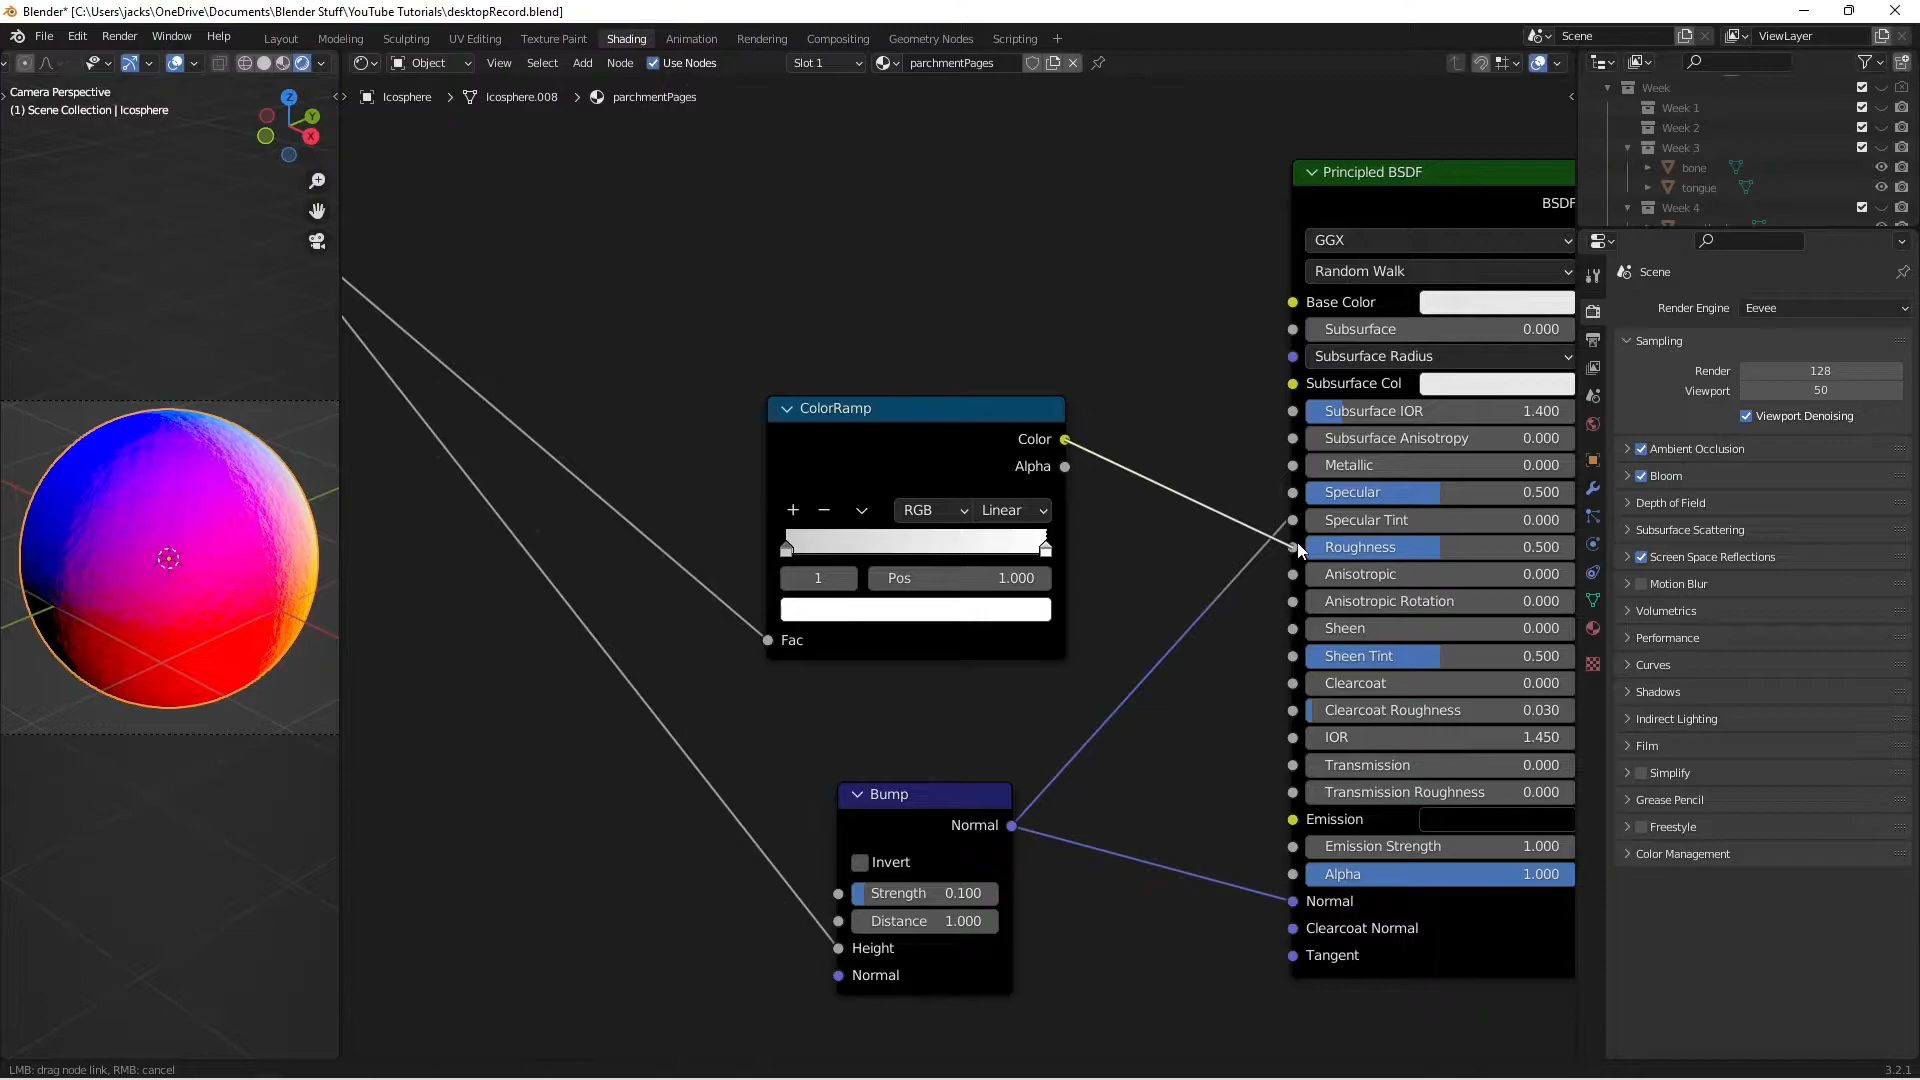 Blender* [C:\Users\jacks\OneDrive\Documents\Blender Stuff\YouTube Tutorials\desktopRecord.blend]
File Edit Render Window Help Layout Modeling Sculpting UV Editing Texture Paint Shading Animation Rendering Compositing Geometry Nodes Scripting + Scene ViewLayer
Object View Select Add Node Use Nodes Slot 1 parchmentPages
Camera Perspective
(1) Scene Collection | Icosphere
Z
Y
X
Icosphere > Icosphere.008 > parchmentPages
ColorRamp
Color
Alpha
RGB Linear
1 Pos 1.000
Fac
Bump
Normal
Invert
Strength 0.100
Distance 1.000
Height
Normal
Principled BSDF
BSDF
GGX
Random Walk
Base Color
Subsurface 0.000
Subsurface Radius
Subsurface Col
Subsurface IOR 1.400
Subsurface Anisotropy 0.000
Metallic 0.000
Specular 0.500
Specular Tint 0.000
Roughness 0.500
Anisotropic 0.000
Anisotropic Rotation 0.000
Sheen 0.000
Sheen Tint 0.500
Clearcoat 0.000
Clearcoat Roughness 0.030
IOR 1.450
Transmission 0.000
Transmission Roughness 0.000
Emission
Emission Strength 1.000
Alpha 1.000
Normal
Clearcoat Normal
Tangent
Week
Week 1
Week 2
Week 3
bone
tongue
Week 4
Scene
Render Engine Eevee
Sampling
Render 128
Viewport 50
Viewport Denoising
Ambient Occlusion
Bloom
Depth of Field
Subsurface Scattering
Screen Space Reflections
Motion Blur
Volumetrics
Performance
Curves
Shadows
Indirect Lighting
Film
Simplify
Grease Pencil
Freestyle
Color Management
LMB: drag node link, RMB: cancel
3.2.1